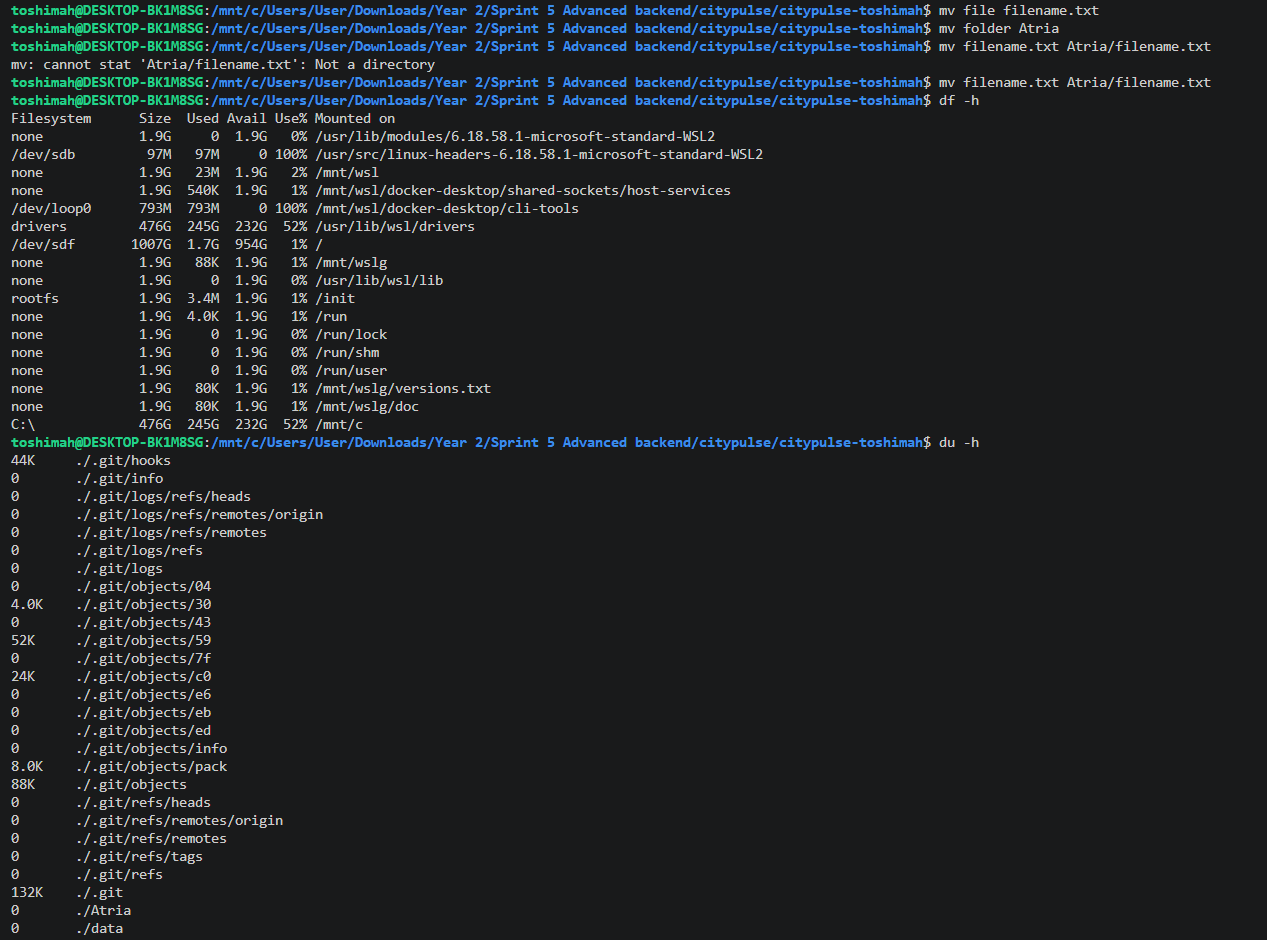 toshimah@DESKTOP-BK1M8SG:/mnt/c/Users/User/Downloads/Year 2/Sprint 5 Advanced backend/citypulse/citypulse-toshimah$ mv file filename.txt
toshimah@DESKTOP-BK1M8SG:/mnt/c/Users/User/Downloads/Year 2/Sprint 5 Advanced backend/citypulse/citypulse-toshimah$ mv folder Atria
toshimah@DESKTOP-BK1M8SG:/mnt/c/Users/User/Downloads/Year 2/Sprint 5 Advanced backend/citypulse/citypulse-toshimah$ mv filename.txt Atria/filename.txt
mv: cannot stat 'Atria/filename.txt': Not a directory
toshimah@DESKTOP-BK1M8SG:/mnt/c/Users/User/Downloads/Year 2/Sprint 5 Advanced backend/citypulse/citypulse-toshimah$ mv filename.txt Atria/filename.txt
toshimah@DESKTOP-BK1M8SG:/mnt/c/Users/User/Downloads/Year 2/Sprint 5 Advanced backend/citypulse/citypulse-toshimah$ df -h
Filesystem      Size  Used Avail Use% Mounted on
none            1.9G     0  1.9G   0% /usr/lib/modules/6.18.58.1-microsoft-standard-WSL2
/dev/sdb         97M   97M     0 100% /usr/src/linux-headers-6.18.58.1-microsoft-standard-WSL2
none            1.9G   23M  1.9G   2% /mnt/wsl
none            1.9G  540K  1.9G   1% /mnt/wsl/docker-desktop/shared-sockets/host-services
/dev/loop0      793M  793M     0 100% /mnt/wsl/docker-desktop/cli-tools
drivers         476G  245G  232G  52% /usr/lib/wsl/drivers
/dev/sdf       1007G  1.7G  954G   1% /
none            1.9G   88K  1.9G   1% /mnt/wslg
none            1.9G     0  1.9G   0% /usr/lib/wsl/lib
rootfs          1.9G  3.4M  1.9G   1% /init
none            1.9G  4.0K  1.9G   1% /run
none            1.9G     0  1.9G   0% /run/lock
none            1.9G     0  1.9G   0% /run/shm
none            1.9G     0  1.9G   0% /run/user
none            1.9G   80K  1.9G   1% /mnt/wslg/versions.txt
none            1.9G   80K  1.9G   1% /mnt/wslg/doc
C:\             476G  245G  232G  52% /mnt/c
toshimah@DESKTOP-BK1M8SG:/mnt/c/Users/User/Downloads/Year 2/Sprint 5 Advanced backend/citypulse/citypulse-toshimah$ du -h
44K     ./.git/hooks
0       ./.git/info
0       ./.git/logs/refs/heads
0       ./.git/logs/refs/remotes/origin
0       ./.git/logs/refs/remotes
0       ./.git/logs/refs
0       ./.git/logs
0       ./.git/objects/04
4.0K    ./.git/objects/30
0       ./.git/objects/43
52K     ./.git/objects/59
0       ./.git/objects/7f
24K     ./.git/objects/c0
0       ./.git/objects/e6
0       ./.git/objects/eb
0       ./.git/objects/ed
0       ./.git/objects/info
8.0K    ./.git/objects/pack
88K     ./.git/objects
0       ./.git/refs/heads
0       ./.git/refs/remotes/origin
0       ./.git/refs/remotes
0       ./.git/refs/tags
0       ./.git/refs
132K    ./.git
0       ./Atria
0       ./data